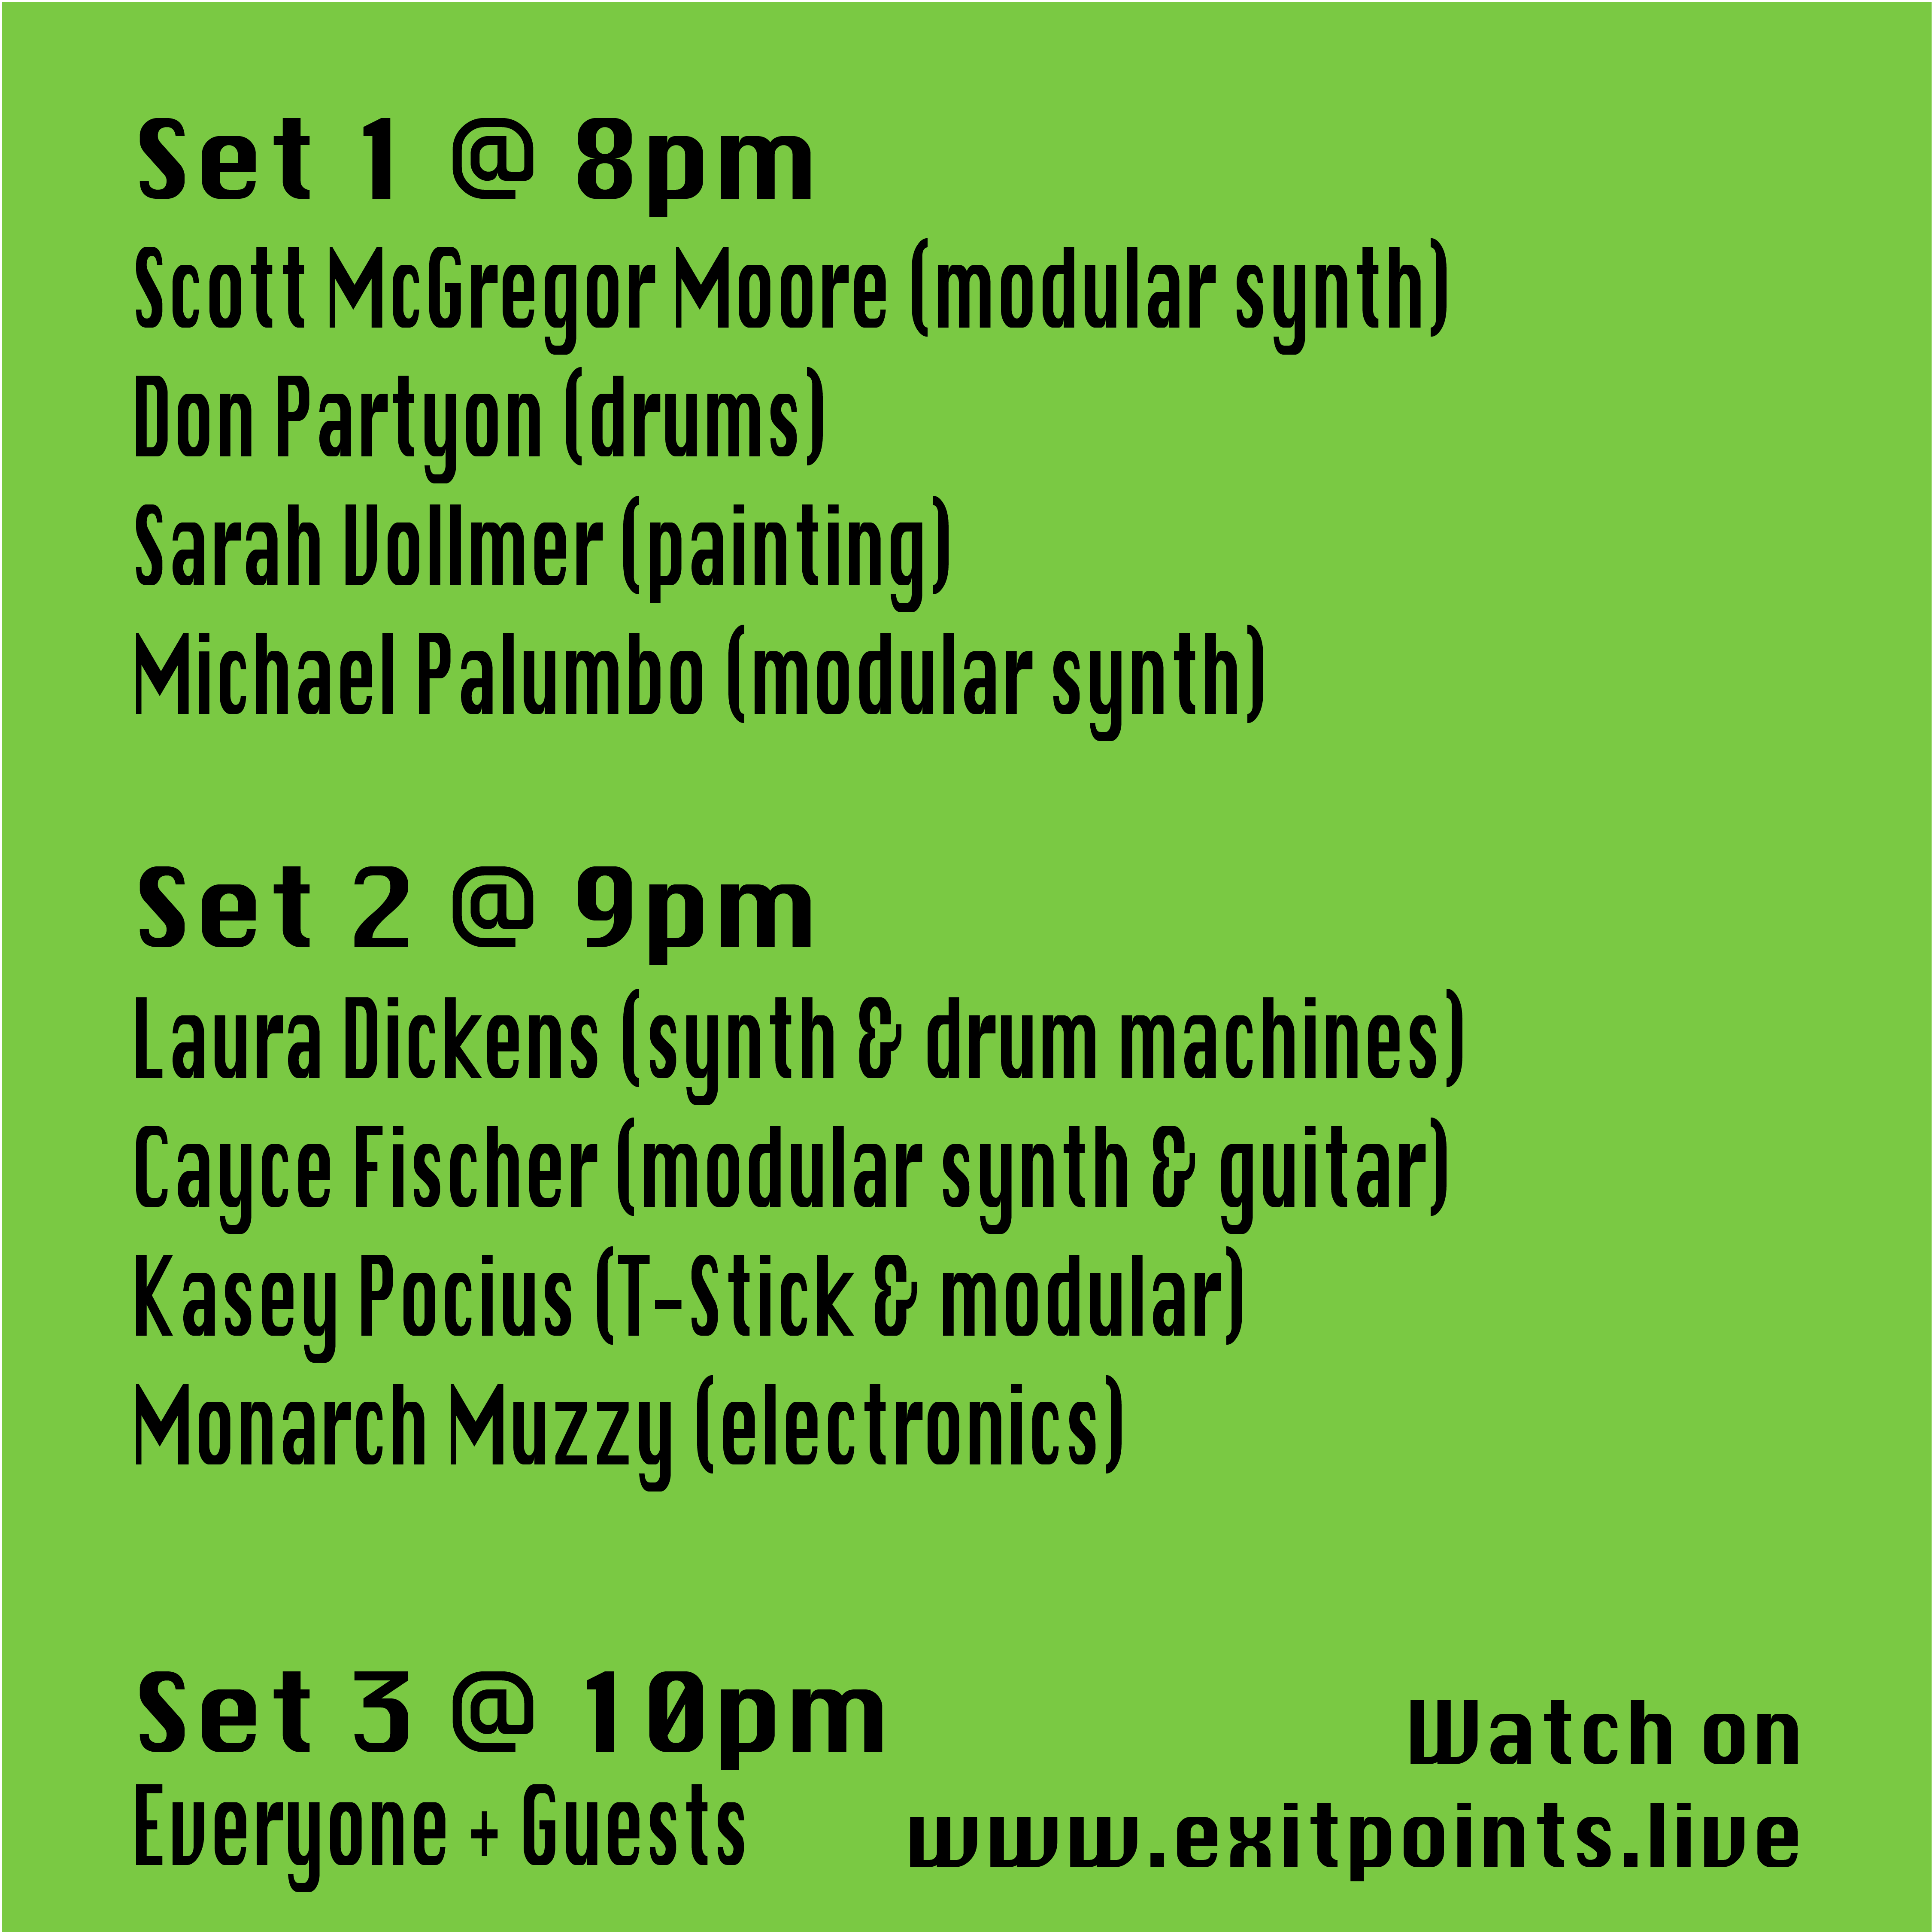 Set 1 @ 8pm
Scott McGregor Moore (modular synth)
Don Partyon (drums)
Sarah Vollmer (painting)
Michael Palumbo (modular synth)
Set 2 @ 9pm
Laura Dickens (synth & drum machines)
Cayce Fischer (modular synth & guitar)
Kasey Pocius (T-Stick & modular)
Monarch Muzzy (electronics)
Set 3 @ 10pm
Everyone + Guests
Watch on
www.exitpoints.live